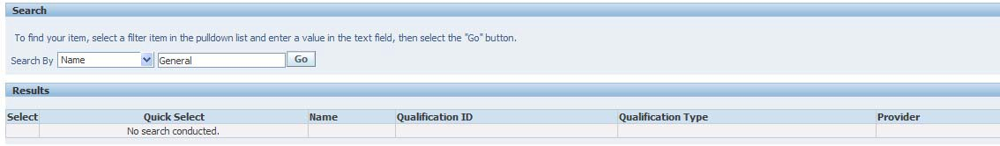 Search
To find your item, select a filter item in the pulldown list and enter a value in the text field, then select the "Go" button.
Search By Name General Go
Results
Select Quick Select Name Qualification ID Qualification Type Provider
No search conducted.